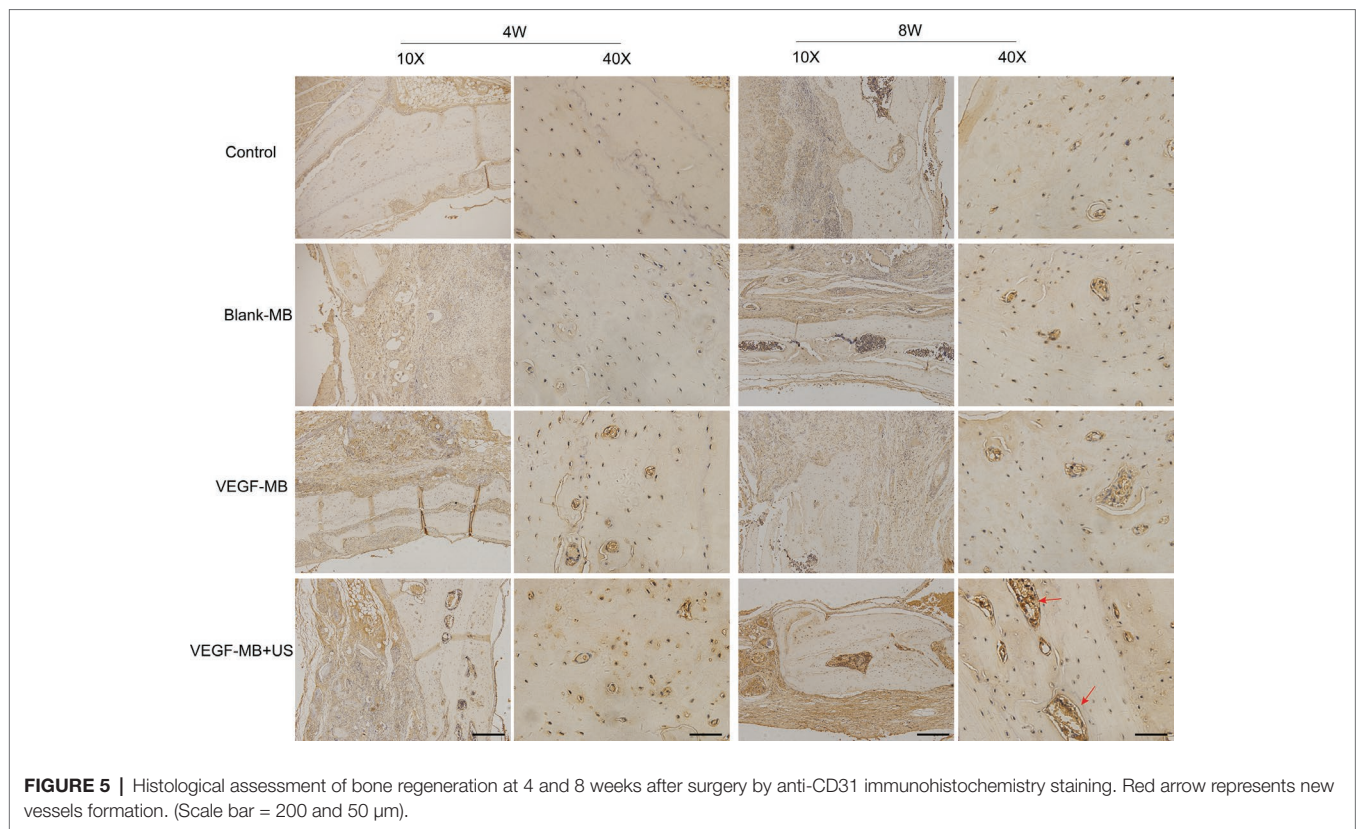 4W 8W
10X 40X 10X 40X
Control
Blank-MB
VEGF-MB
VEGF-MB+US
FIGURE 5 | Histological assessment of bone regeneration at 4 and 8 weeks after surgery by anti-CD31 immunohistochemistry staining. Red arrow represents new
vessels formation. (Scale bar = 200 and 50 μm).